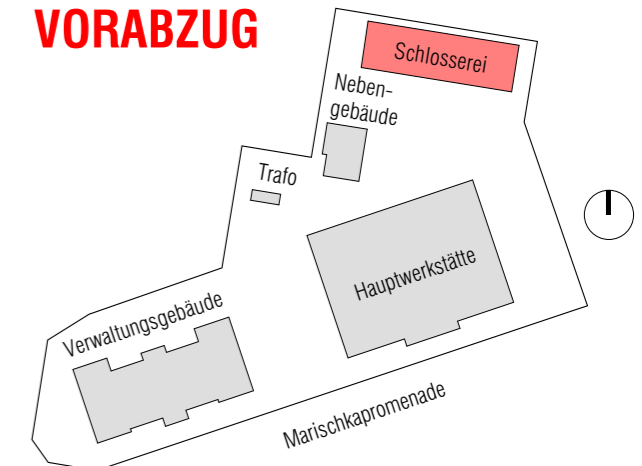 VORABZUG
Schlosserei
Neben-
gebäude
Trafo
Hauptwerkstätte
Verwaltungsgebäude
Marischkapromenade